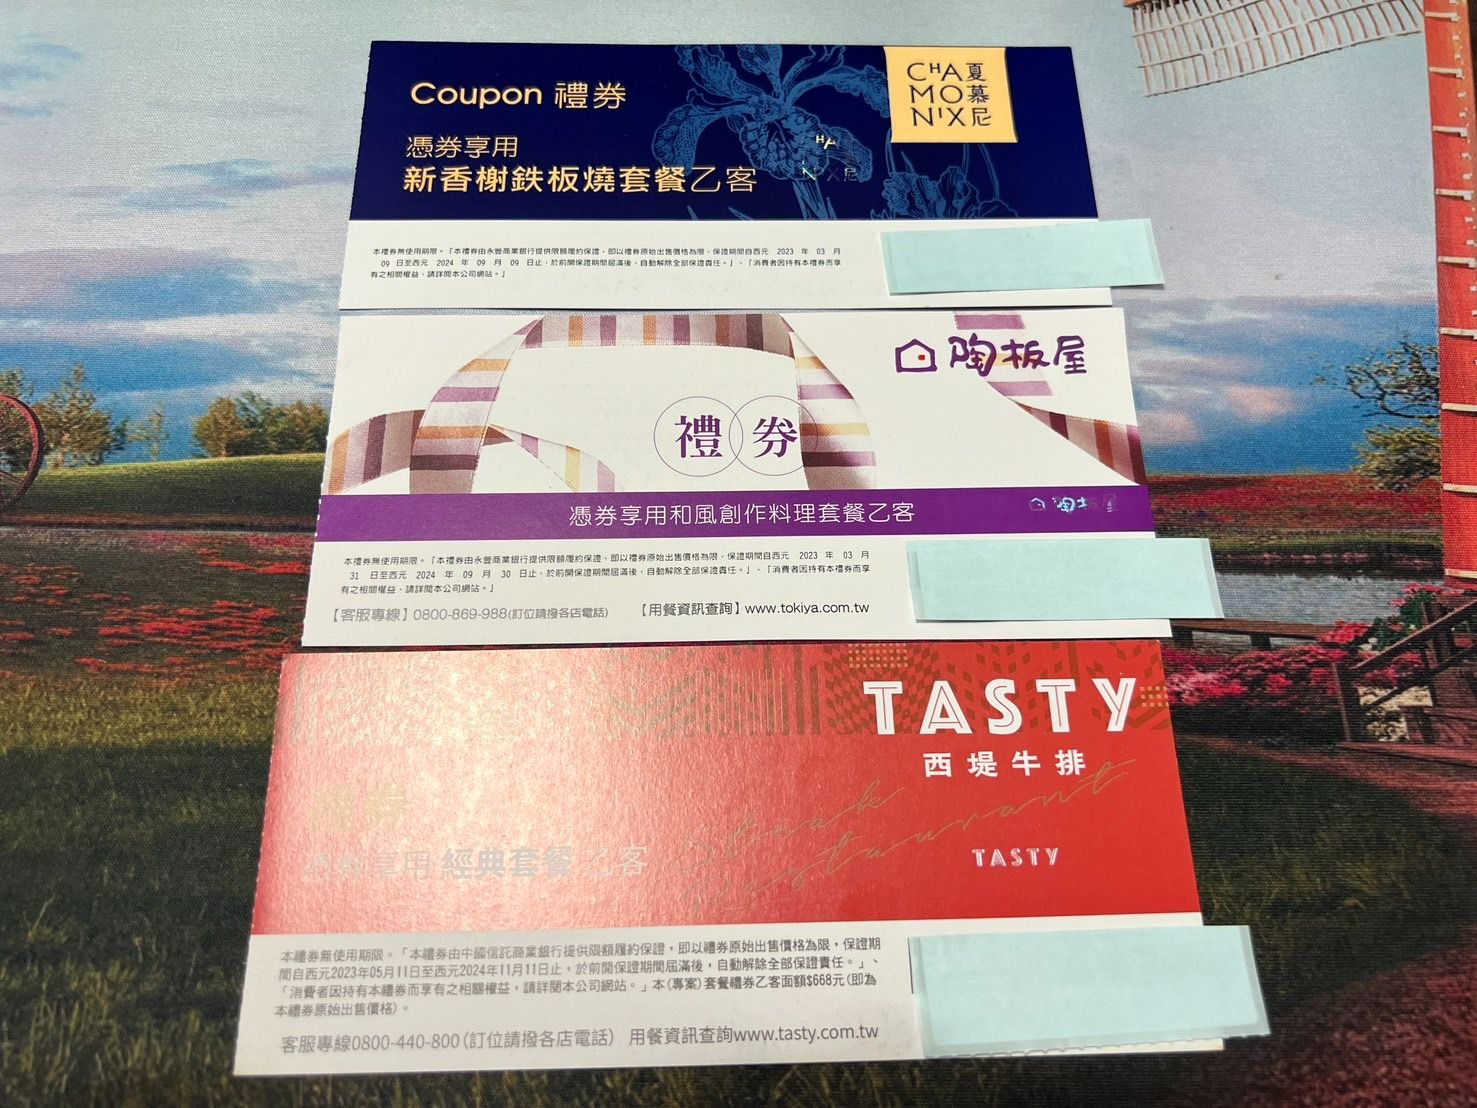 Coupon 禮券
CHA夏
MO慕
NIX尼
憑券享用
新香榭鉄板燒套餐乙客
本禮券無使用期限。「本禮券由永豐商業銀行提供限額履約保證，即以禮券原始出售價格為限，保證期間自西元 2023 年 03 月
09 日至西元 2024 年 09 月 09 日止，於前開保證期間屆滿後，自動解除全部保證責任。」、「消費者因持有本禮券而享
有之相關權益，請詳閱本公司網站。」
陶板屋
禮券
憑券享用和風創作料理套餐乙客
本禮券無使用期限。「本禮券由永豐商業銀行提供限額履約保證，即以禮券原始出售價格為限，保證期間自西元 2023 年 03 月
31 日至西元 2024 年 09 月 30 日止，於前開保證期間屆滿後，自動解除全部保證責任。」、「消費者因持有本禮券而享
有之相關權益，請詳閱本公司網站。」
【客服專線】0800-869-988(訂位請撥各店電話) 【用餐資訊查詢】www.tokiya.com.tw
TASTY
西堤牛排
Steak
Restaurant
禮券
憑券享用 經典套餐 乙客
TASTY
本禮券無使用期限。「本禮券由中國信託商業銀行提供限額履約保證，即以禮券原始出售價格為限，保證期
間自西元2023年05月11日至西元2024年11月11日止，於前開保證期間屆滿後，自動解除全部保證責任。」、
「消費者因持有本禮券而享有之相關權益，請詳閱本公司網站。」本(專案)套餐禮券乙客面額$668元(即為
本禮券原始出售價格)。
客服專線0800-440-800(訂位請撥各店電話) 用餐資訊查詢www.tasty.com.tw